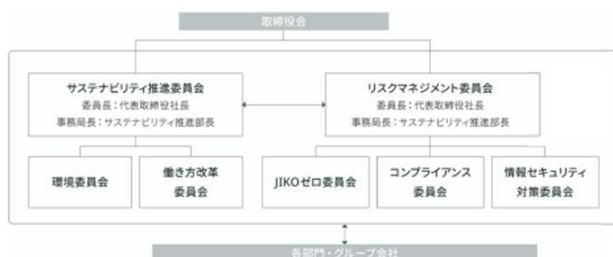 取締役会
サステナビリティ推進委員会
委員長：代表取締役社長
事務局長：サステナビリティ推進部長
リスクマネジメント委員会
委員長：代表取締役社長
事務局長：サステナビリティ推進部長
環境委員会
働き方改革
委員会
JIKOゼロ委員会
コンプライアンス
委員会
情報セキュリティ
対策委員会
各部門・グループ会社